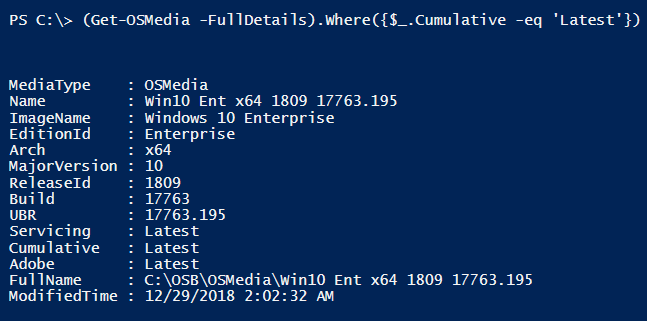 PS C:\> (Get-OSMedia -FullDetails).Where({$_.Cumulative -eq 'Latest'})
MediaType    : OSMedia
Name         : Win10 Ent x64 1809 17763.195
ImageName    : Windows 10 Enterprise
EditionId    : Enterprise
Arch         : x64
MajorVersion : 10
ReleaseId    : 1809
Build        : 17763
UBR          : 17763.195
Servicing    : Latest
Cumulative   : Latest
Adobe        : Latest
FullName     : C:\OSB\OSMedia\Win10 Ent x64 1809 17763.195
ModifiedTime : 12/29/2018 2:02:32 AM